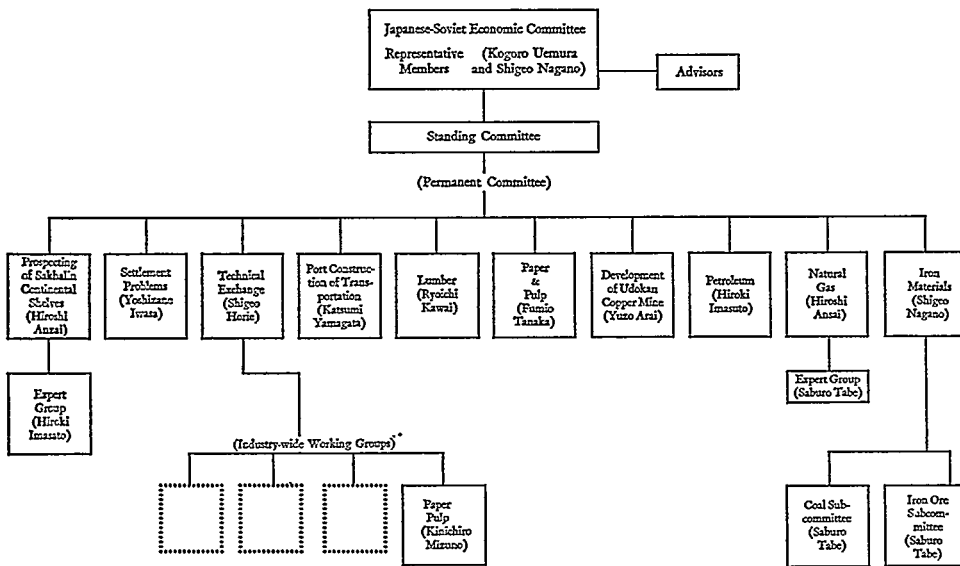 Japanese-Soviet Economic Committee
Representative (Kogoro Uemura
Members and Shigeo Nagano)
Advisors
Standing Committee
(Permanent Committee)
Prospecting
of Sakhalin
Continental
Shelves
(Hiroshi
Anzai)
Settlement
Problems
(Yoshizane
Iwasa)
Technical
Exchange
(Shigeo
Horie)
Port Construc-
tion of Trans-
portation
(Katsumi
Yamagata)
Lumber
(Ryoichi
Kawai)
Paper
&
Pulp
(Fumio
Tanaka)
Development
of Udokan
Copper Mine
(Yuzo Arai)
Petroleum
(Hiroki
Imasuto)
Natural
Gas
(Hiroshi
Ansai)
Iron
Materials
(Shigeo
Nagano)
Expert
Group
(Hiroki
Imasato)
Expert Group
(Saburo Tabe)
(Industry-wide Working Groups)
Paper
Pulp
(Kinichiro
Mizuno)
Coal Sub-
committee
(Saburo
Tabe)
Iron Ore
Subcom-
mittee
(Saburo
Tabe)